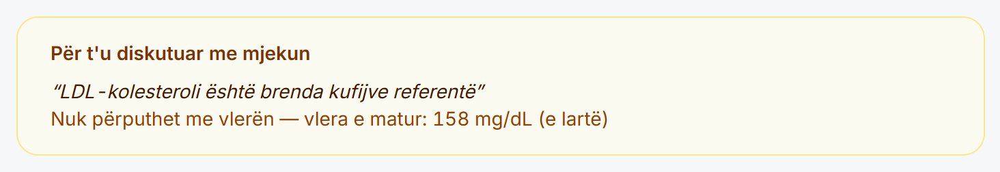 Për t'u diskutuar me mjekun
“LDL-kolesteroli është brenda kufijve referentë”
Nuk përputhet me vlerën — vlera e matur: 158 mg/dL (e lartë)